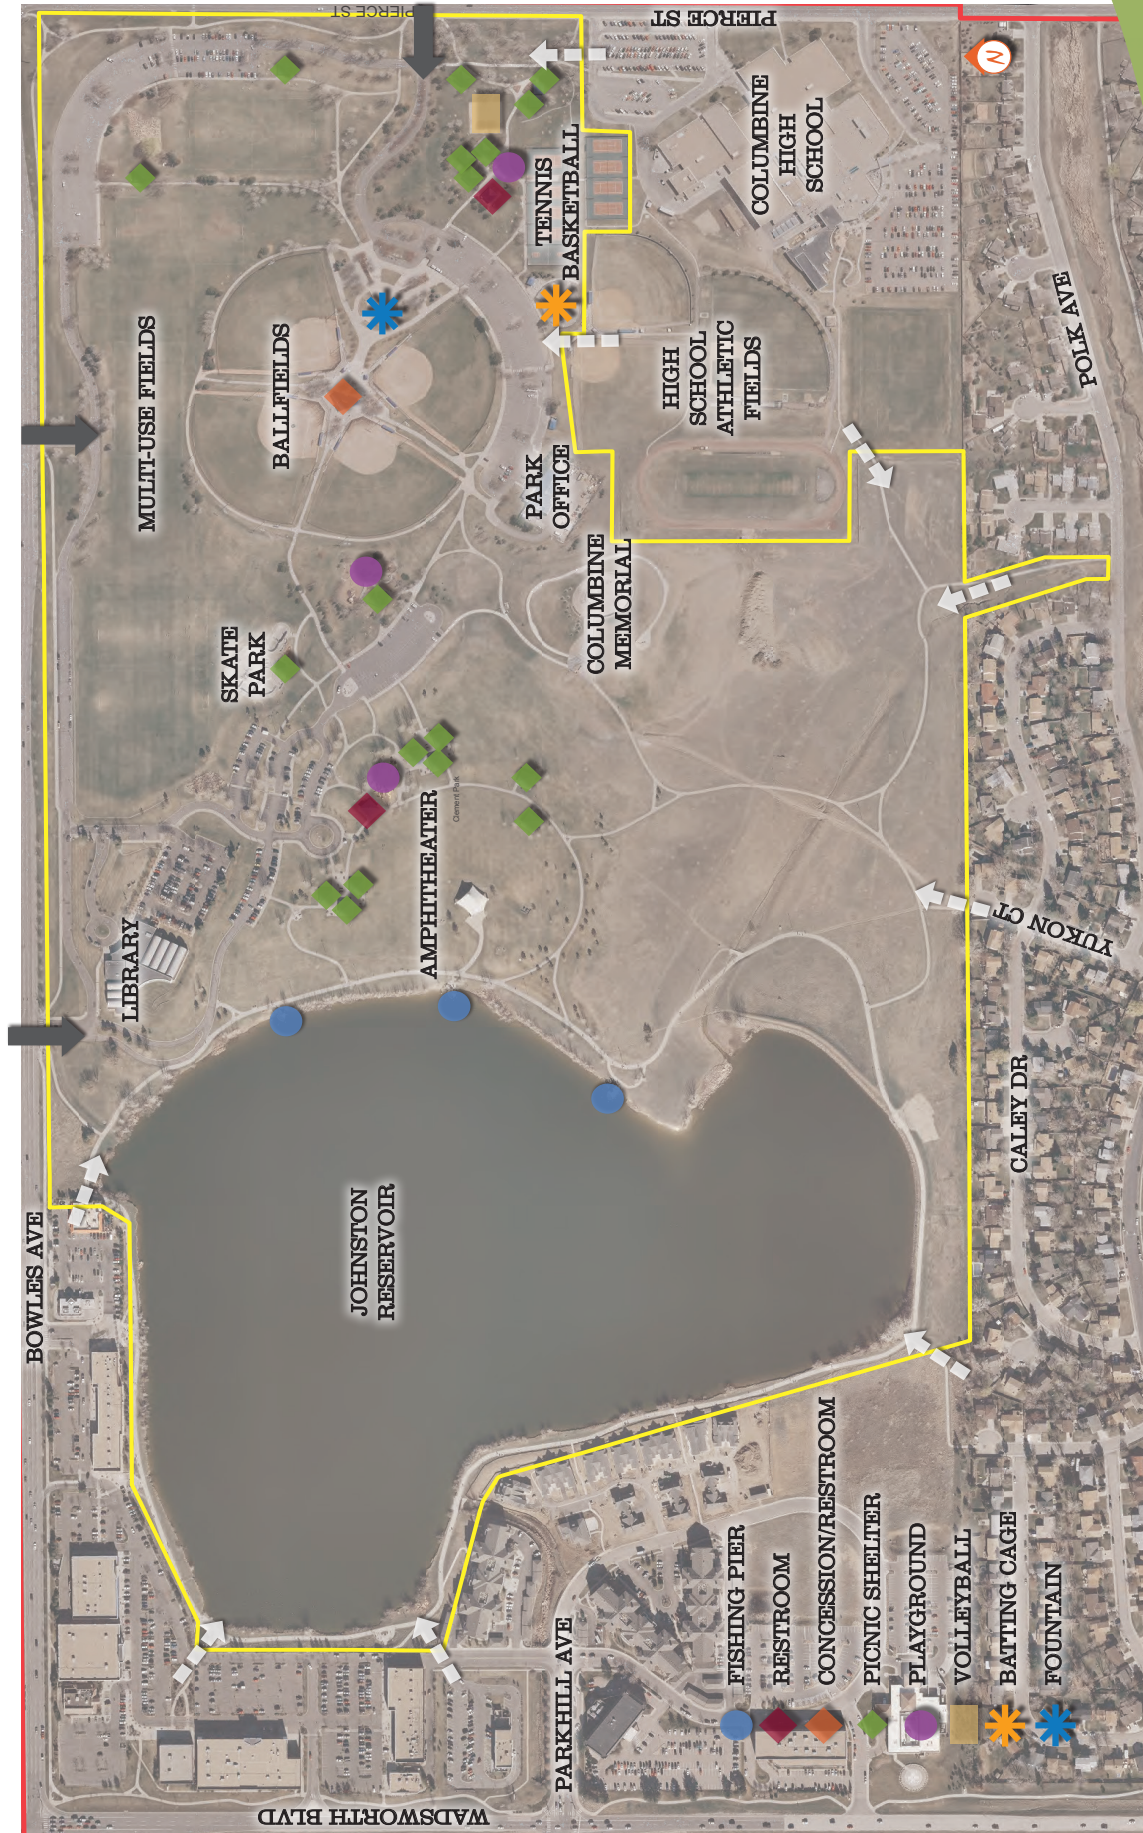 PIERCE ST
PIERCE ST
N
COLUMBINE
HIGH
SCHOOL
TENNIS
BASKETBALL
POLK AVE
HIGH
SCHOOL
ATHLETIC
FIELDS
MULTI-USE FIELDS
BALLFIELDS
PARK
OFFICE
COLUMBINE
MEMORIAL
SKATE
PARK
Clement Park
AMPHITHEATER
LIBRARY
YUKON CT
CALEY DR
JOHNSTON
RESERVOIR
BOWLES AVE
PARKHILL AVE
WADSWORTH BLVD
FISHING PIER
RESTROOM
CONCESSION/RESTROOM
PICNIC SHELTER
PLAYGROUND
VOLLEYBALL
BATTING CAGE
FOUNTAIN